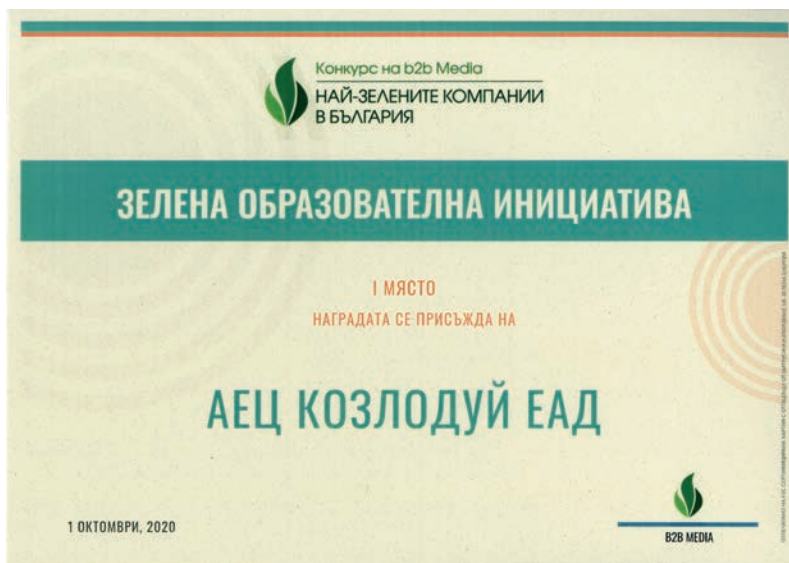 Конкурс на b2b Media
НАЙ-ЗЕЛЕНИТЕ КОМПАНИИ
В БЪЛГАРИЯ
ЗЕЛЕНА ОБРАЗОВАТЕЛНА ИНИЦИАТИВА
I МЯСТО
НАГРАДАТА СЕ ПРИСЪЖДА НА
АЕЦ КОЗЛОДУЙ ЕАД
1 ОКТОМВРИ, 2020
B2B MEDIA